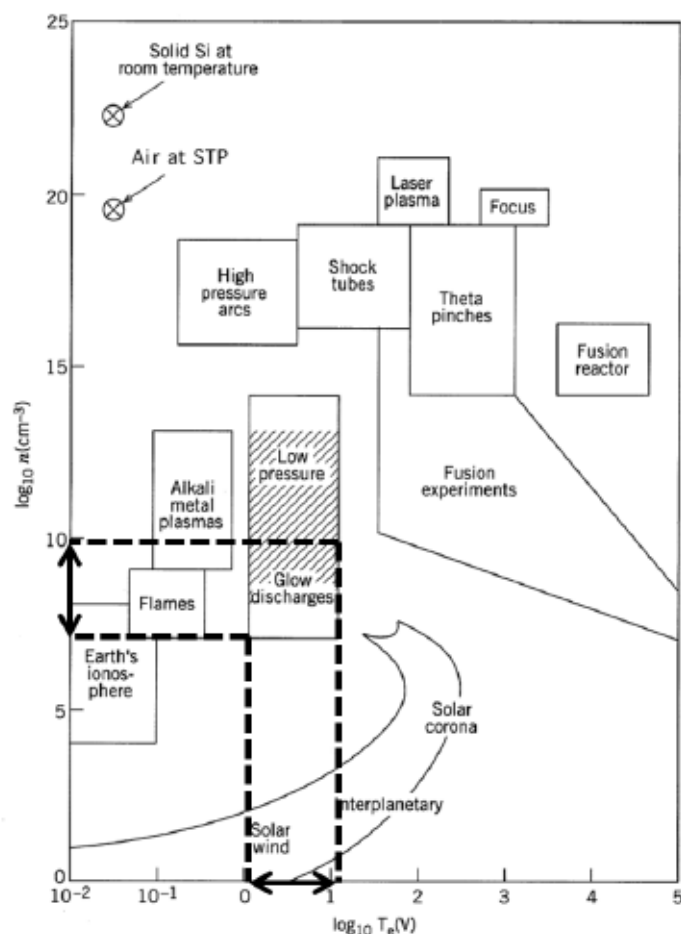 25
Solid Si at
room temperature
Air at STP
20
Laser
plasma
Focus
High
pressure
arcs
Shock
tubes
Theta
pinches
15
Fusion
reactor
log₁₀ n(cm⁻³)
Low
pressure
Alkali
metal
plasmas
Fusion
experiments
10
Flames
Glow
discharges
Earth's
ionos-
phere
5
Solar
corona
Interplanetary
Solar
wind
0
10⁻²
10⁻¹
0
10¹
2
3
4
5
log₁₀ Tₑ(V)